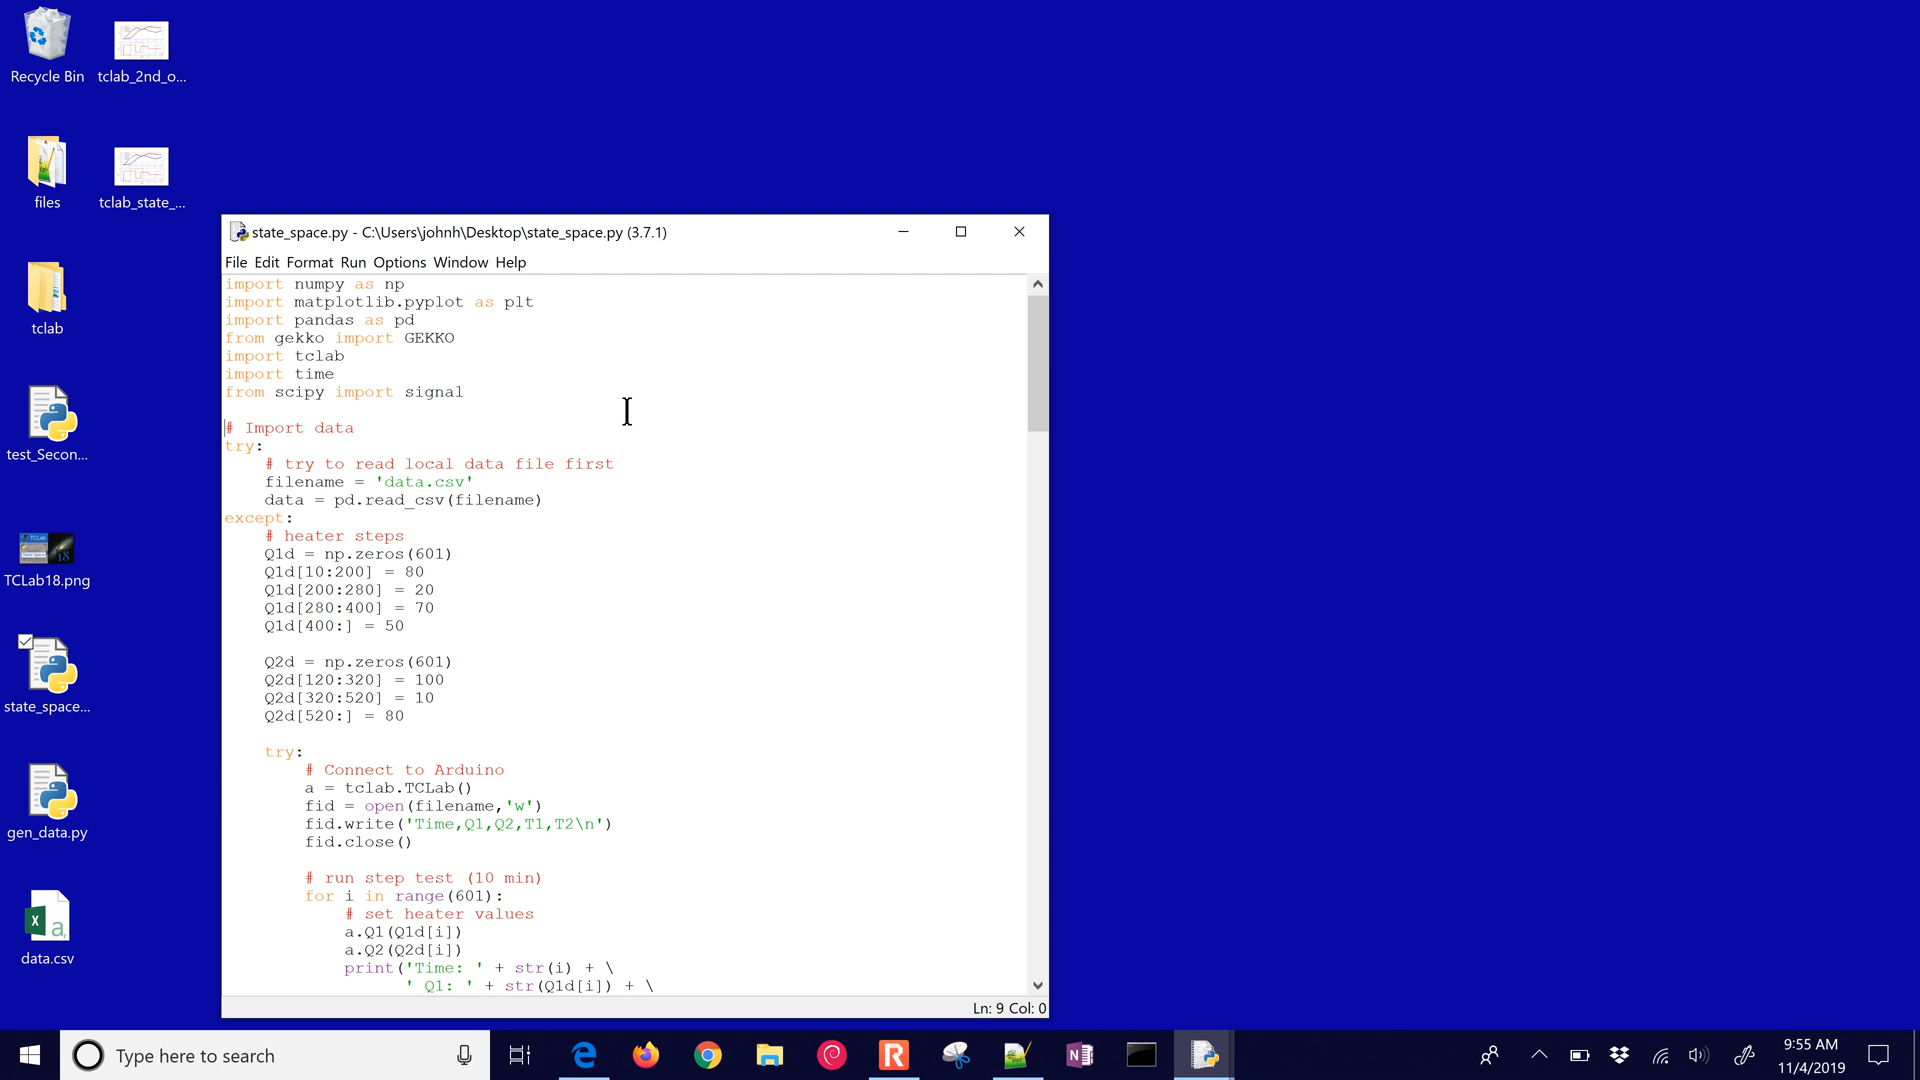 Recycle Bin
tclab_2nd_o...
files
tclab_state_...
tclab
test_Secon...
TCLab18.png
state_space...
gen_data.py
data.csv
state_space.py - C:\Users\johnh\Desktop\state_space.py (3.7.1)
File Edit Format Run Options Window Help
import numpy as np
import matplotlib.pyplot as plt
import pandas as pd
from gekko import GEKKO
import tclab
import time
from scipy import signal
# Import data
try:
    # try to read local data file first
    filename = 'data.csv'
    data = pd.read_csv(filename)
except:
    # heater steps
    Q1d = np.zeros(601)
    Q1d[10:200] = 80
    Q1d[200:280] = 20
    Q1d[280:400] = 70
    Q1d[400:] = 50
    Q2d = np.zeros(601)
    Q2d[120:320] = 100
    Q2d[320:520] = 10
    Q2d[520:] = 80
    try:
        # Connect to Arduino
        a = tclab.TCLab()
        fid = open(filename,'w')
        fid.write('Time,Q1,Q2,T1,T2\n')
        fid.close()
        # run step test (10 min)
        for i in range(601):
            # set heater values
            a.Q1(Q1d[i])
            a.Q2(Q2d[i])
            print('Time: ' + str(i) + \
                  ' Q1: ' + str(Q1d[i]) + \
Ln: 9 Col: 0
Type here to search
9:55 AM
11/4/2019